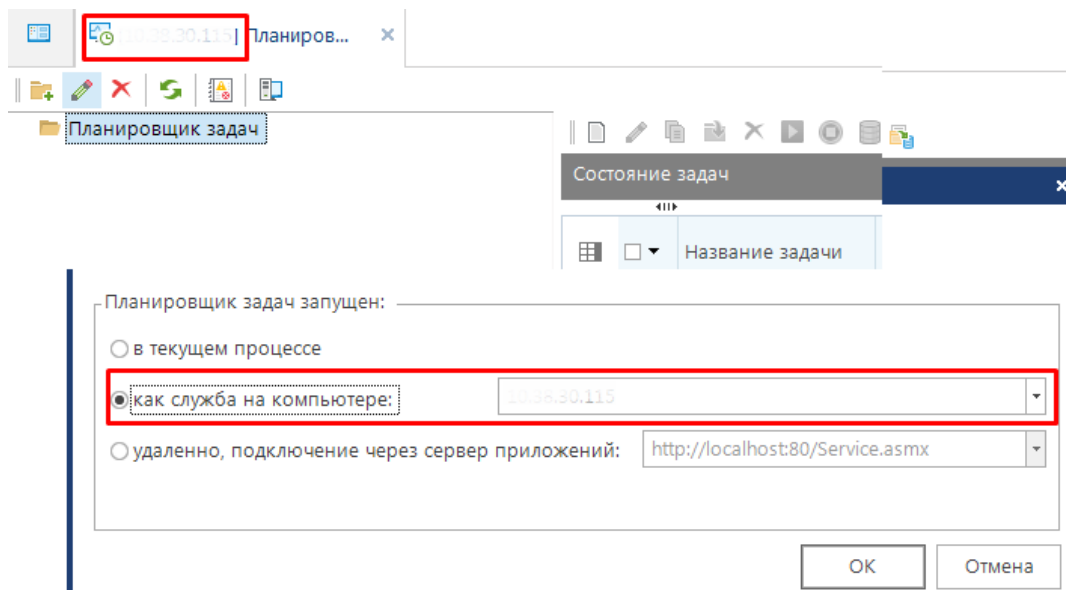 Планиров...
Планировщик задач
Состояние задач
Название задачи
Планировщик задач запущен:
в текущем процессе
как служба на компьютере:
удаленно, подключение через сервер приложений: http://localhost:80/Service.asmx
ОК Отмена